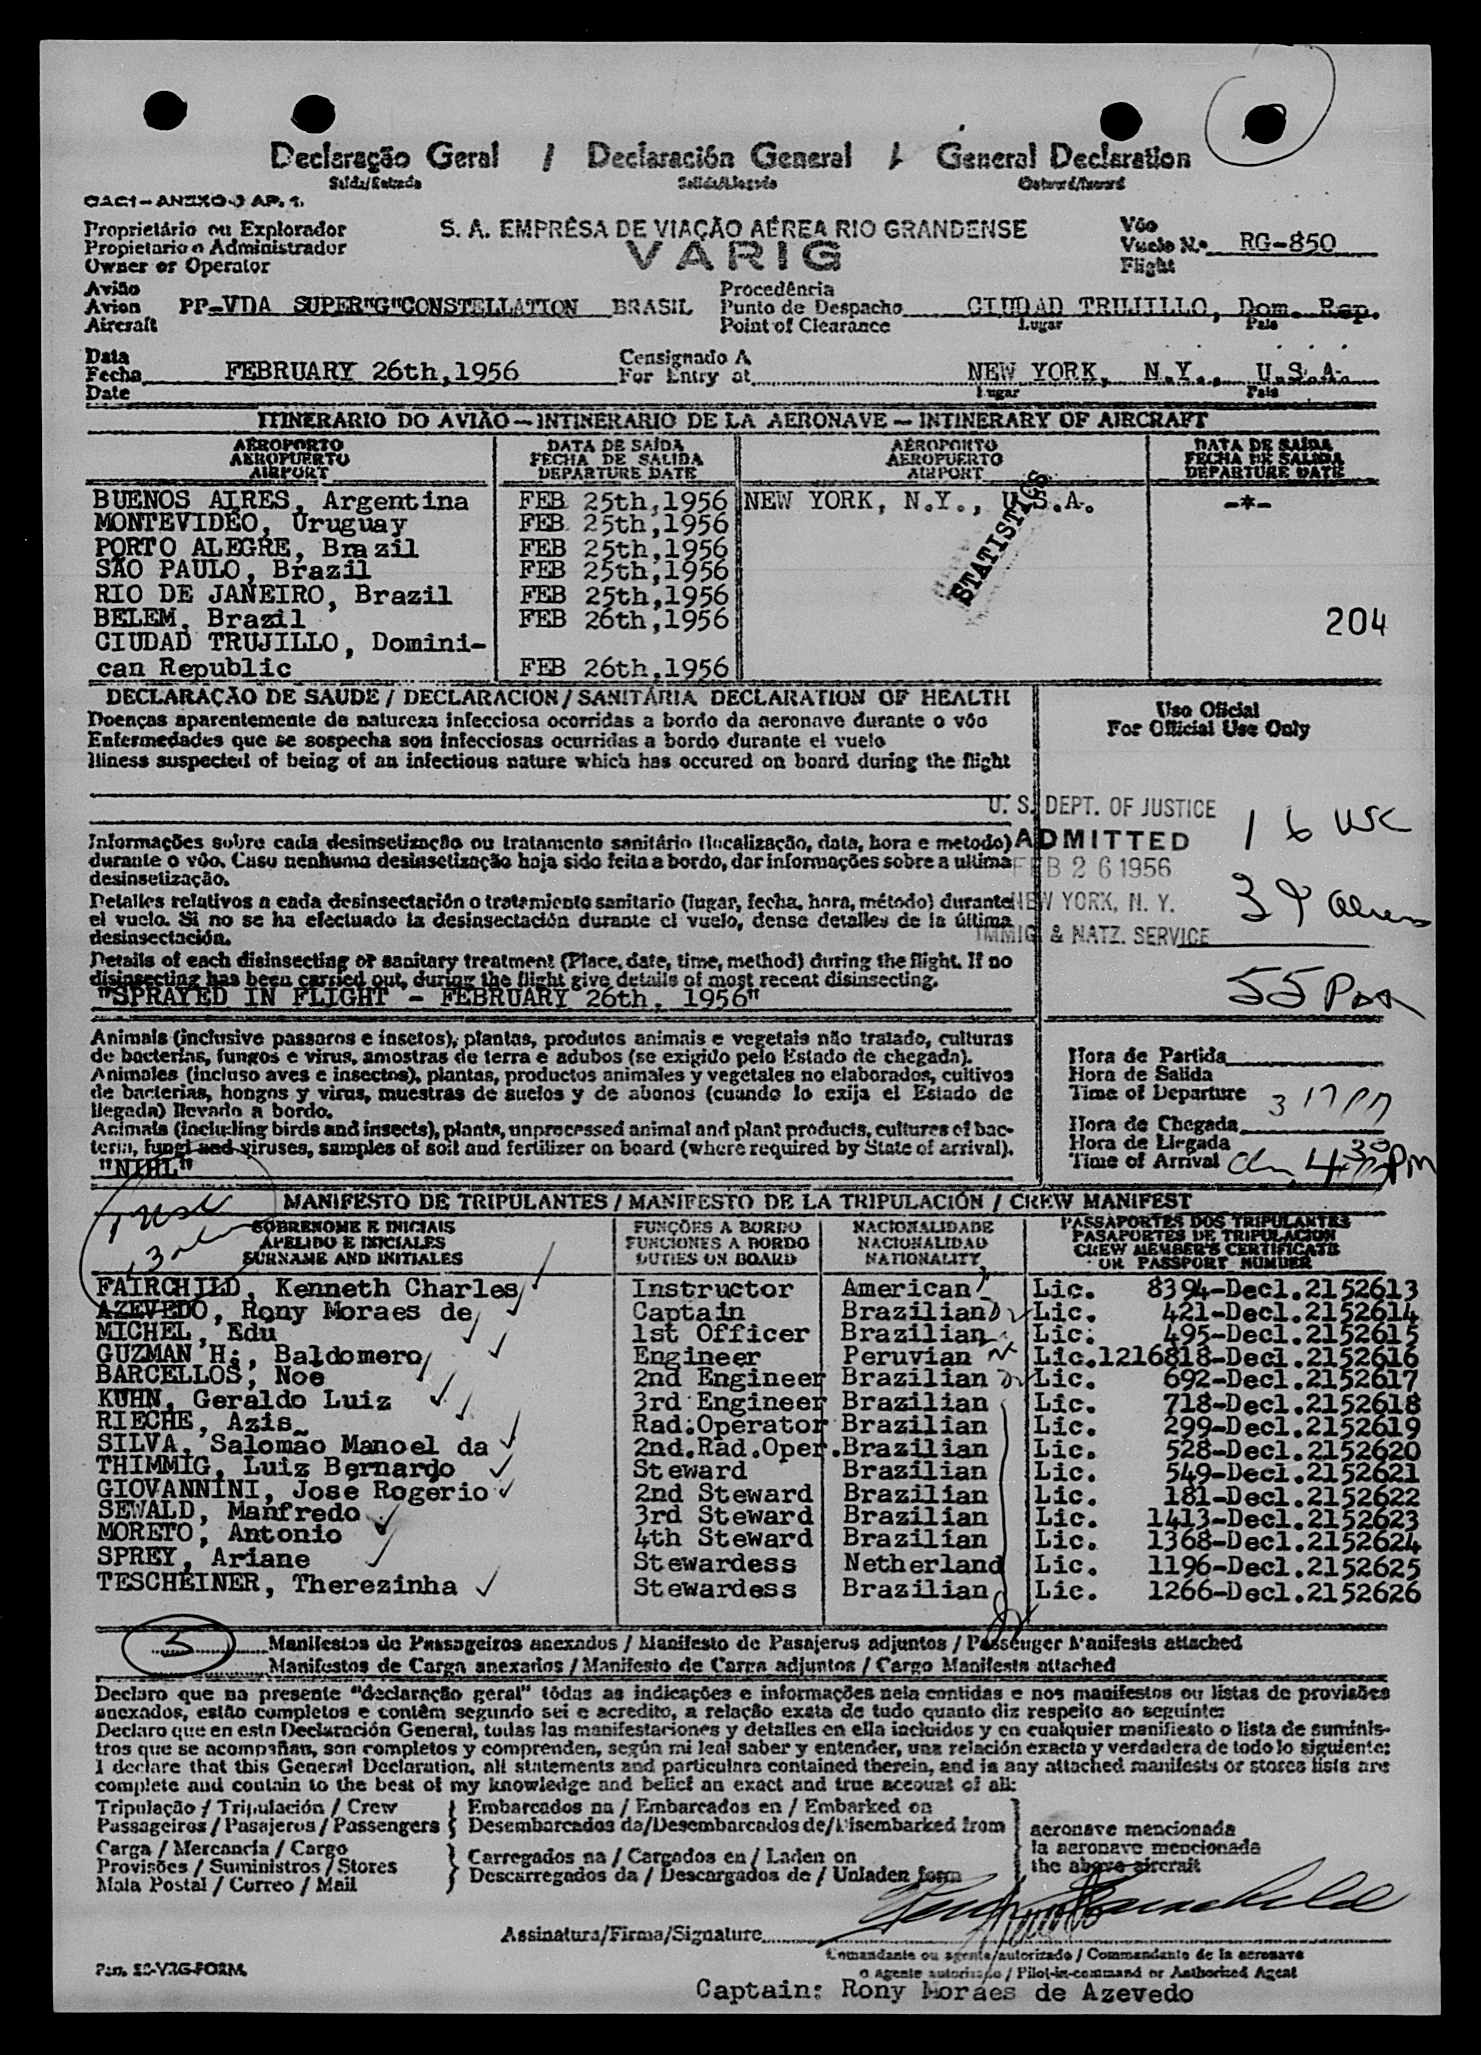 Declaração Geral / Declaración General / General Declaration
Saída/Entrada Salida/Llegada Outward/Inward
OACI-ANEXO-9 AP. 1.
Proprietário ou Explorador
Propietario o Administrador
Owner or Operator
S. A. EMPRÊSA DE VIAÇÃO AÉREA RIO GRANDENSE
VARIG
Vôo
Vuelo N.º RG-850
Flight
Avião
Avion PP-VDA SUPER"G"CONSTELLATION BRASIL
Aircraft
Procedência
Punto de Despacho CIUDAD TRUJILLO, Dom. Rep.
Point of Clearance Lugar Pais
Data
Fecha FEBRUARY 26th,1956
Date
Consignado A
For Entry at NEW YORK, N.Y., U.S.A.
Lugar Pais
ITINERARIO DO AVIÃO — INTINERARIO DE LA AERONAVE — INTINERARY OF AIRCRAFT
AÉROPORTO DATA DE SAÍDA AÉROPORTO DATA DE SAÍDA
AEROPUERTO FECHA DE SALIDA AEROPUERTO FECHA DE SALIDA
AIRPORT DEPARTURE DATE AIRPORT DEPARTURE DATE
BUENOS AIRES, Argentina FEB 25th,1956 NEW YORK, N.Y., U.S.A. -*-
MONTEVIDEO, Uruguay FEB 25th,1956
PORTO ALEGRE, Brazil FEB 25th,1956
SÃO PAULO, Brazil FEB 25th,1956
RIO DE JANEIRO, Brazil FEB 25th,1956
BELEM, Brazil FEB 26th,1956
CIUDAD TRUJILLO, Domini-
can Republic FEB 26th,1956
STATISTICS
204
DECLARAÇÃO DE SAUDE / DECLARACION / SANITÁRIA DECLARATION OF HEALTH
Doenças aparentemente de natureza infecciosa ocorridas a bordo da aeronave durante o vôo
Enfermedades que se sospecha son infecciosas ocurridas a bordo durante el vuelo
Illness suspected of being of an infectious nature which has occured on board during the flight
Uso Oficial
For Official Use Only
U. S. DEPT. OF JUSTICE
ADMITTED
FEB 26 1956
NEW YORK, N. Y.
IMMIG & NATZ. SERVICE
16 USC
39 aliens
55 Pax
Informações sobre cada desinsetização ou tratamento sanitário (localização, data, hora e metodo)
durante o vôo. Caso nenhuma desinsetização haja sido feita a bordo, dar informações sobre a ultima
desinsetização.
Detalles relativos a cada desinsectación o tratamiento sanitario (lugar, fecha, hora, método) durante
el vuelo. Si no se ha efectuado la desinsectación durante el vuelo, dense detalles de la última
desinsectación.
Details of each disinsecting or sanitary treatment (Place, date, time, method) during the flight. If no
disinsecting has been carried out, during the flight give details of most recent disinsecting.
"SPRAYED IN FLIGHT - FEBRUARY 26th, 1956"
Animais (inclusive passaros e insetos), plantas, produtos animais e vegetais não tratado, culturas
de bacterias, fungos e virus, amostras de terra e adubos (se exigido pelo Estado de chegada).
Animales (incluso aves e insectos), plantas, productos animales y vegetales no elaborados, cultivos
de bacterias, hongos y virus, muestras de suelos y de abonos (cuando lo exija el Estado de
llegada) llevado a bordo.
Animals (including birds and insects), plants, unprocessed animal and plant products, cultures of bac-
teria, fungi and viruses, samples of soil and fertilizer on board (where required by State of arrival).
"NIHL"
Hora de Partida
Hora de Salida
Time of Departure 3 17 PM
Hora de Chegada
Hora de Llegada
Time of Arrival 4 30 PM
1 usc
13 alien
MANIFESTO DE TRIPULANTES / MANIFESTO DE LA TRIPULACIÓN / CREW MANIFEST
SOBRENOME E INICIAIS FUNÇÕES A BORDO NACIONALIDADE PASSAPORTES DOS TRIPULANTES
APELIDO E INICIALES FUNCIONES A BORDO NACIONALIDAD PASAPORTES DE TRIPULACION
SURNAME AND INITIALES DUTIES ON BOARD NATIONALITY CREW MEMBER'S CERTIFICATE
OR PASSPORT NUMBER
FAIRCHILD, Kenneth Charles Instructor American Lic. 8394-Decl.2152613
AZEVEDO, Rony Moraes de Captain Brazilian Lic. 421-Decl.2152614
MICHEL, Edu 1st Officer Brazilian Lic. 495-Decl.2152615
GUZMAN H., Baldomero Engineer Peruvian Lic.1216818-Decl.2152616
BARCELLOS, Noe 2nd Engineer Brazilian Lic. 692-Decl.2152617
KUHN, Geraldo Luiz 3rd Engineer Brazilian Lic. 718-Decl.2152618
RIECHE, Azis Rad.Operator Brazilian Lic. 299-Decl.2152619
SILVA, Salomão Manoel da 2nd.Rad.Oper. Brazilian Lic. 528-Decl.2152620
THIMMIG, Luiz Bernardo Steward Brazilian Lic. 549-Decl.2152621
GIOVANNINI, Jose Rogerio 2nd Steward Brazilian Lic. 181-Decl.2152622
SEWALD, Manfredo 3rd Steward Brazilian Lic. 1413-Decl.2152623
MORETO, Antonio 4th Steward Brazilian Lic. 1368-Decl.2152624
SPREY, Ariane Stewardess Netherland Lic. 1196-Decl.2152625
TESCHEINER, Therezinha Stewardess Brazilian Lic. 1266-Decl.2152626
5 Manifestos de Passageiros anexados / Manifesto de Pasajeros adjuntos / Passenger Manifests attached
Manifestos de Carga anexados / Manifesto de Carga adjuntos / Cargo Manifests attached
Declaro que na presente "declaração geral" tôdas as indicações e informações nela contidas e nos manifestos ou listas de provisões
anexados, estão completos e contêm segundo sei e acredito, a relação exata de tudo quanto diz respeito ao seguinte:
Declaro que en esta Declaración General, todas las manifestaciones y detalles en ella incluidos y en cualquier manifiesto o lista de suminis-
tros que se acompañan, son completos y comprenden, según mi leal saber y entender, una relación exacta y verdadera de todo lo siguiente:
I declare that this General Declaration, all statements and particulars contained therein, and in any attached manifests or stores lists are
complete and contain to the best of my knowledge and belief an exact and true account of all:
Tripulação / Tripulación / Crew
Passageiros / Pasajeros / Passengers
Embarcados na / Embarcados en / Embarked on
Desembarcados da/Desembarcados de/Disembarked from
Carga / Mercancia / Cargo
Provisões / Suministros / Stores
Mala Postal / Correo / Mail
Carregados na / Cargados en / Laden on
Descarregados da / Descargados de / Unladen form
aeronave mencionada
la aeronave mencionada
the above aircraft
Assinatura/Firma/Signature
Comandante ou agente autorizado / Commandante de la aeronave
o agente autorizado / Pilot-in-command or Authorized Agent
Captain: Rony Moraes de Azevedo